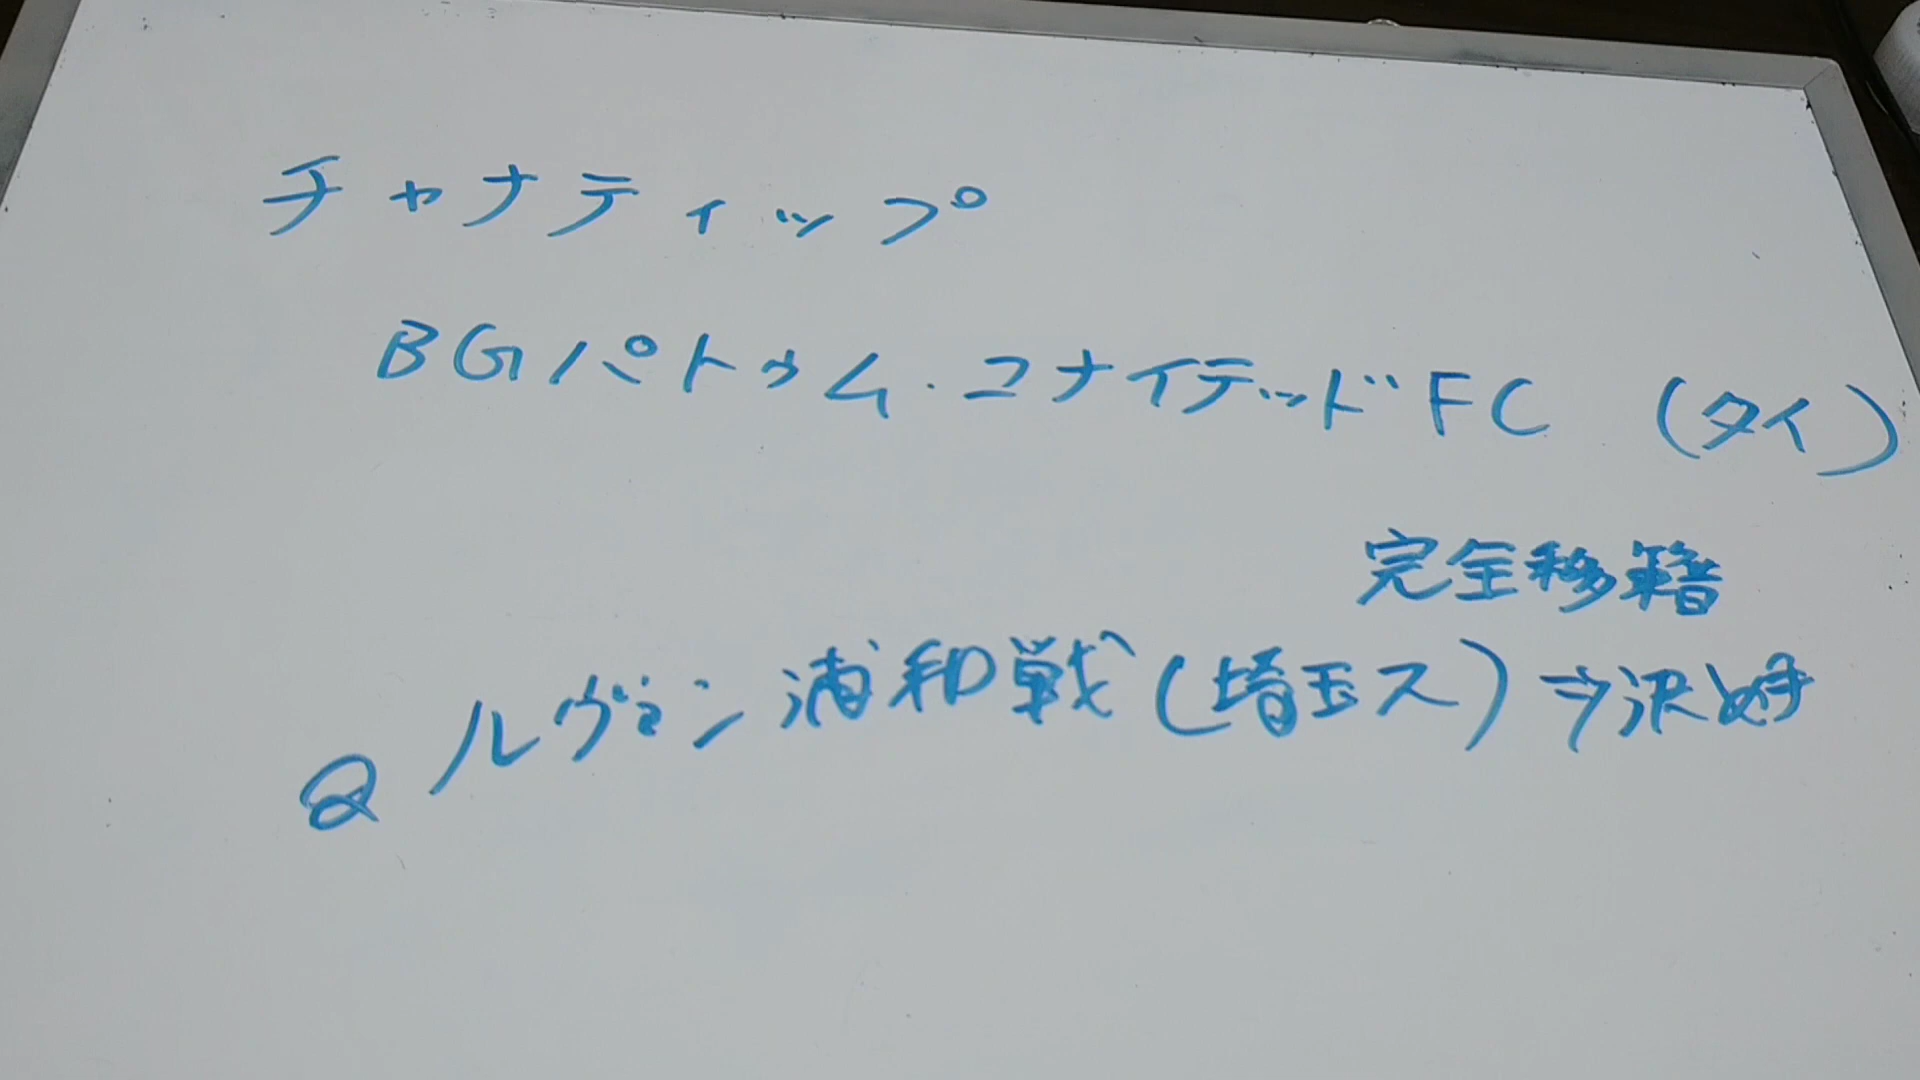 チャナティップ
BGパトゥム・ユナイテッドFC (タイ)
完全移籍
Q ルヴァン浦和戦(埼玉ス)⇒沢